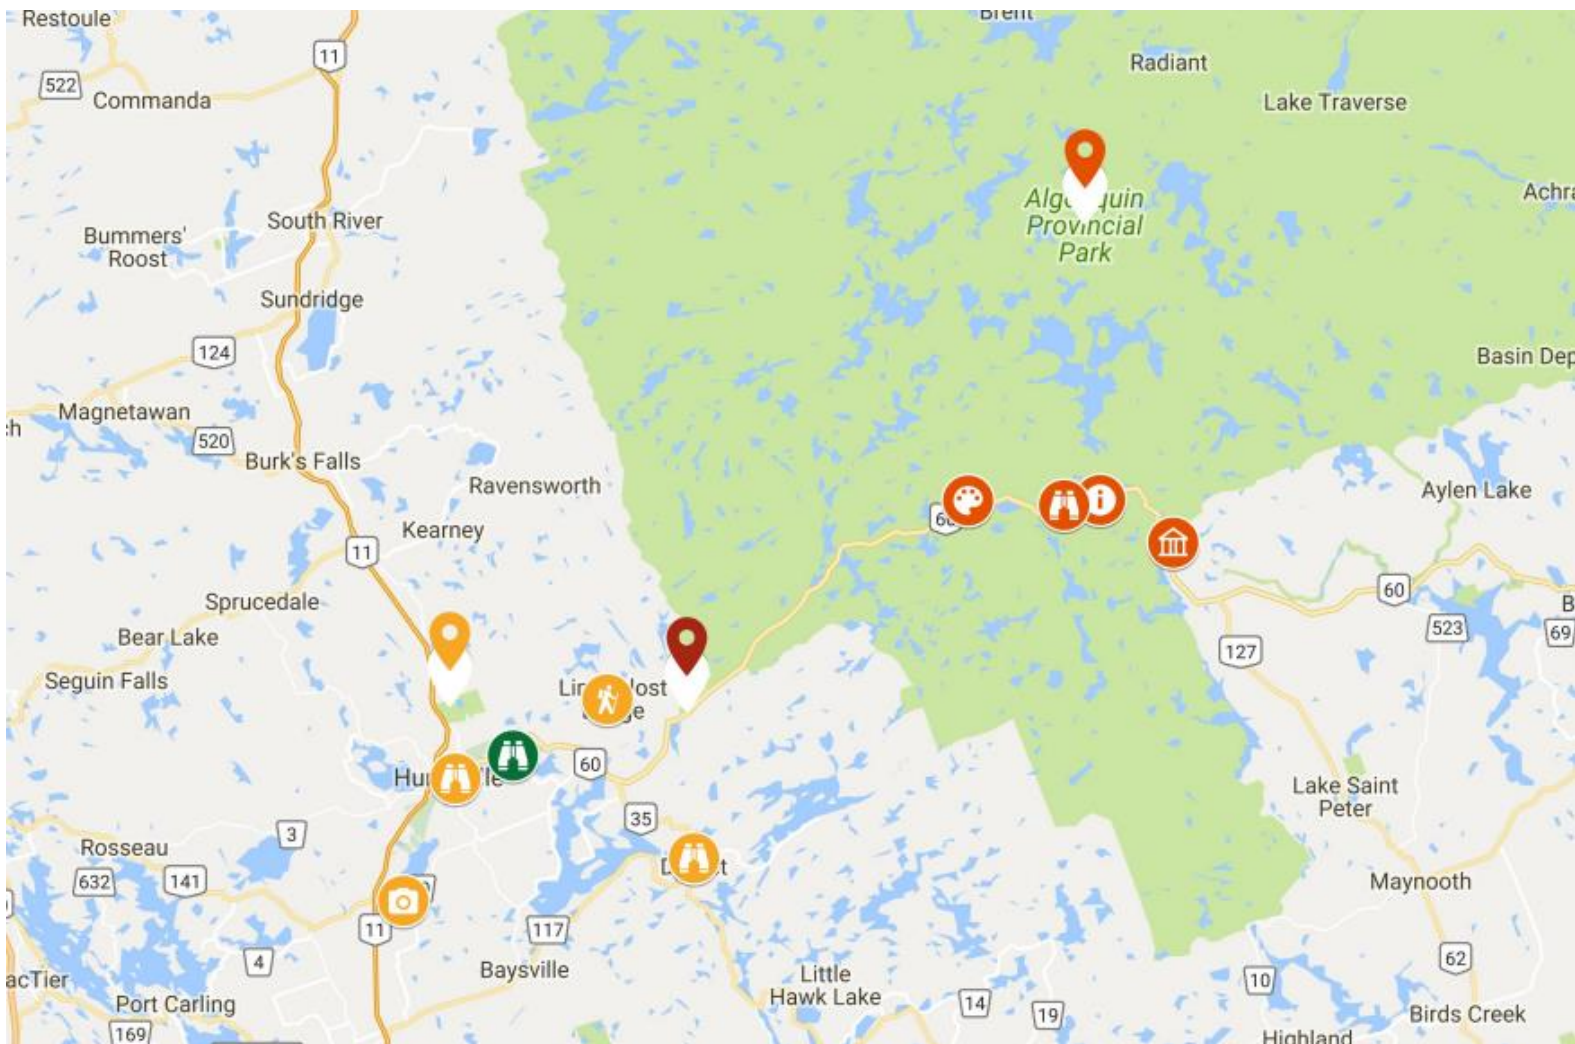 Restoule
Brent
11
Radiant
522
Commanda
Lake Traverse
Provincial
Park
Bummers'
Roost
South River
Sundridge
124
Magnetawan
520
Burk's Falls
Ravensworth
Kearney
11
Aylen Lake
Sprucedale
60
Bear Lake
523
69
127
Seguin Falls
60
35
Lake Saint
Peter
3
Rosseau
632
141
Maynooth
11
117
4
Baysville
Little
Hawk Lake
62
10
14
19
Port Carling
169
Birds Creek
Highland